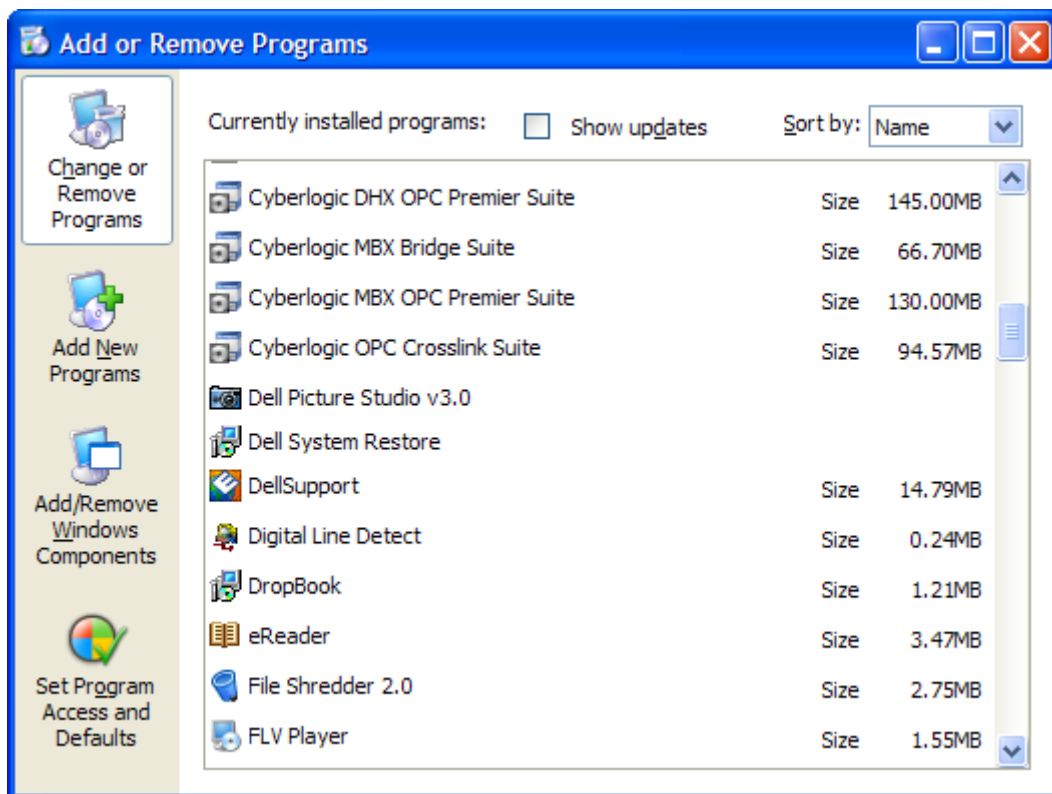 Add or Remove Programs
Change or
Remove
Programs
Add New
Programs
Add/Remove
Windows
Components
Set Program
Access and
Defaults
Currently installed programs: Show updates Sort by: Name
Cyberlogic DHX OPC Premier Suite Size 145.00MB
Cyberlogic MBX Bridge Suite Size 66.70MB
Cyberlogic MBX OPC Premier Suite Size 130.00MB
Cyberlogic OPC Crosslink Suite Size 94.57MB
Dell Picture Studio v3.0
Dell System Restore
DellSupport Size 14.79MB
Digital Line Detect Size 0.24MB
DropBook Size 1.21MB
eReader Size 3.47MB
File Shredder 2.0 Size 2.75MB
FLV Player Size 1.55MB